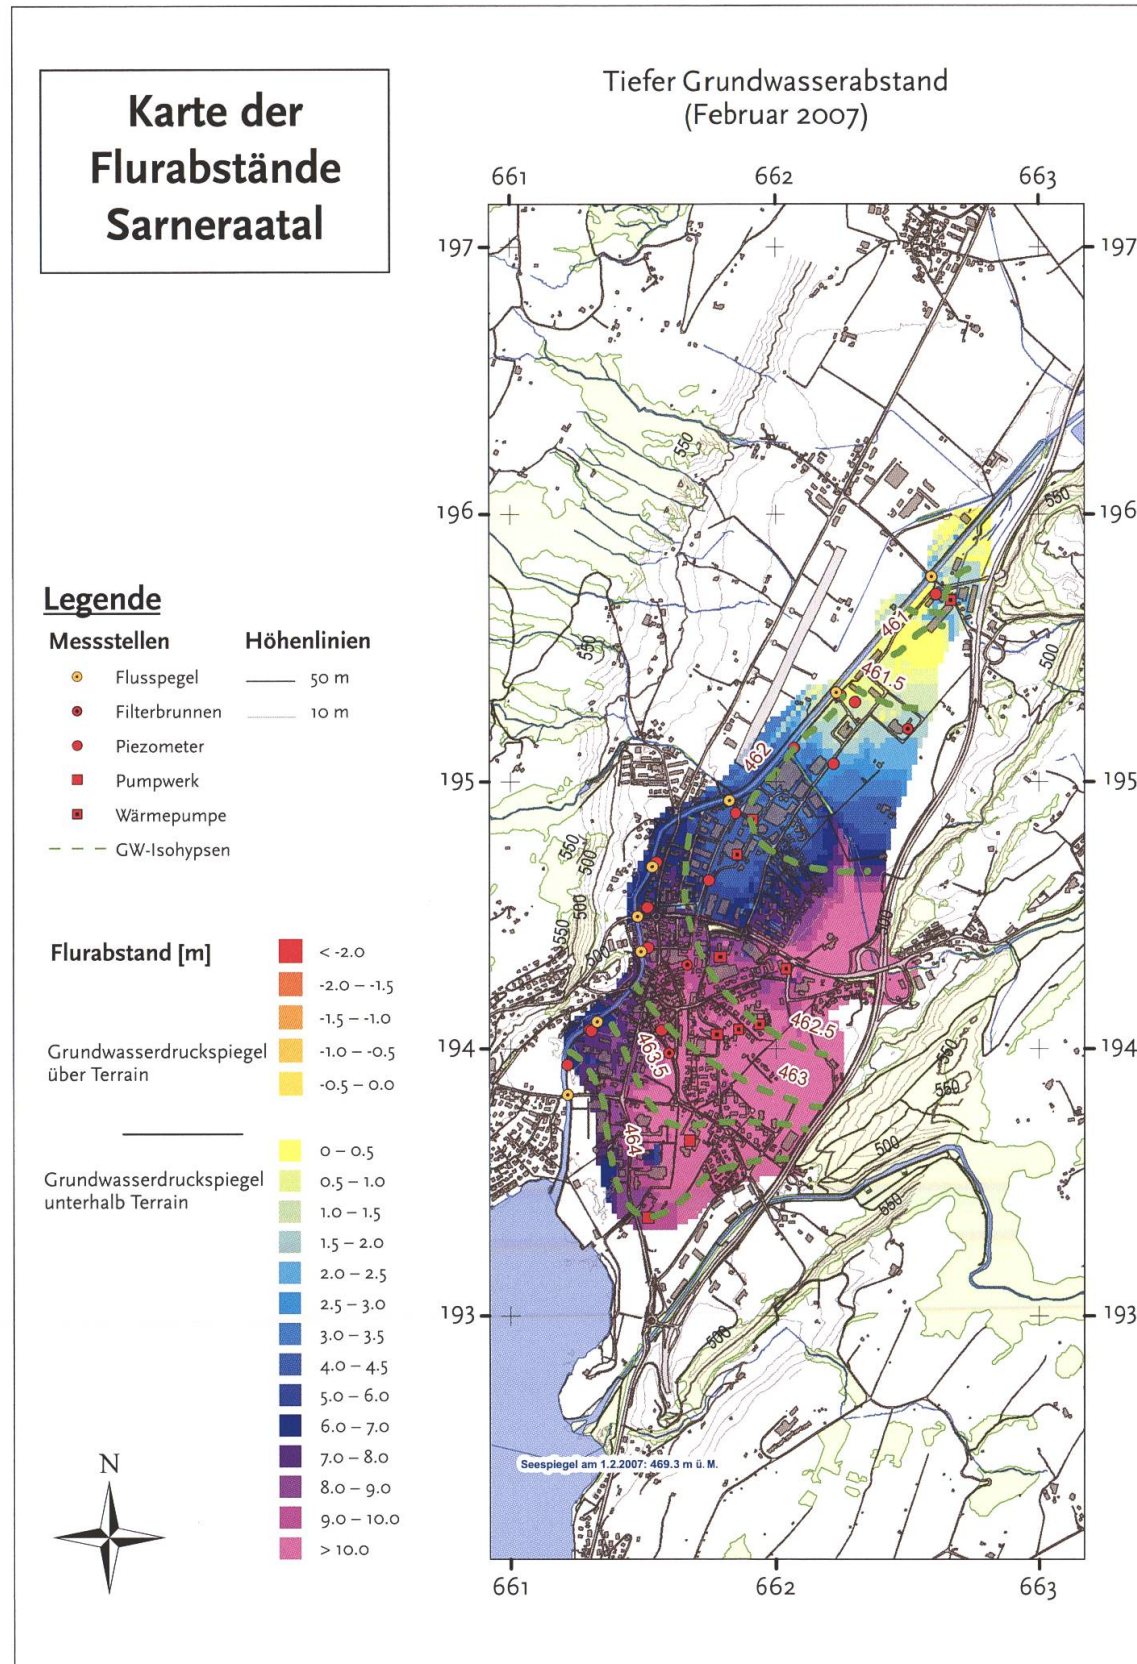 Karte der
Flurabstände
Sarneraatal
Tiefer Grundwasserabstand
(Februar 2007)
661
662
663
197
197
196
196
195
195
194
194
193
193
661
662
663
550
550
550
550
500
550
500
550
500
500
500
550
550
500
550
500
461
461.5
462
462.5
463
463.5
464
Seespiegel am 1.2.2007: 469.3 m ü. M.
Legende
Messstellen
Höhenlinien
Flusspegel
50 m
Filterbrunnen
10 m
Piezometer
Pumpwerk
Wärmepumpe
GW-Isohypsen
Flurabstand [m]
< -2.0
-2.0 – -1.5
-1.5 – -1.0
Grundwasserdruckspiegel
über Terrain
-1.0 – -0.5
-0.5 – 0.0
0 – 0.5
Grundwasserdruckspiegel
unterhalb Terrain
0.5 – 1.0
1.0 – 1.5
1.5 – 2.0
2.0 – 2.5
2.5 – 3.0
3.0 – 3.5
4.0 – 4.5
5.0 – 6.0
6.0 – 7.0
7.0 – 8.0
8.0 – 9.0
9.0 – 10.0
> 10.0
N